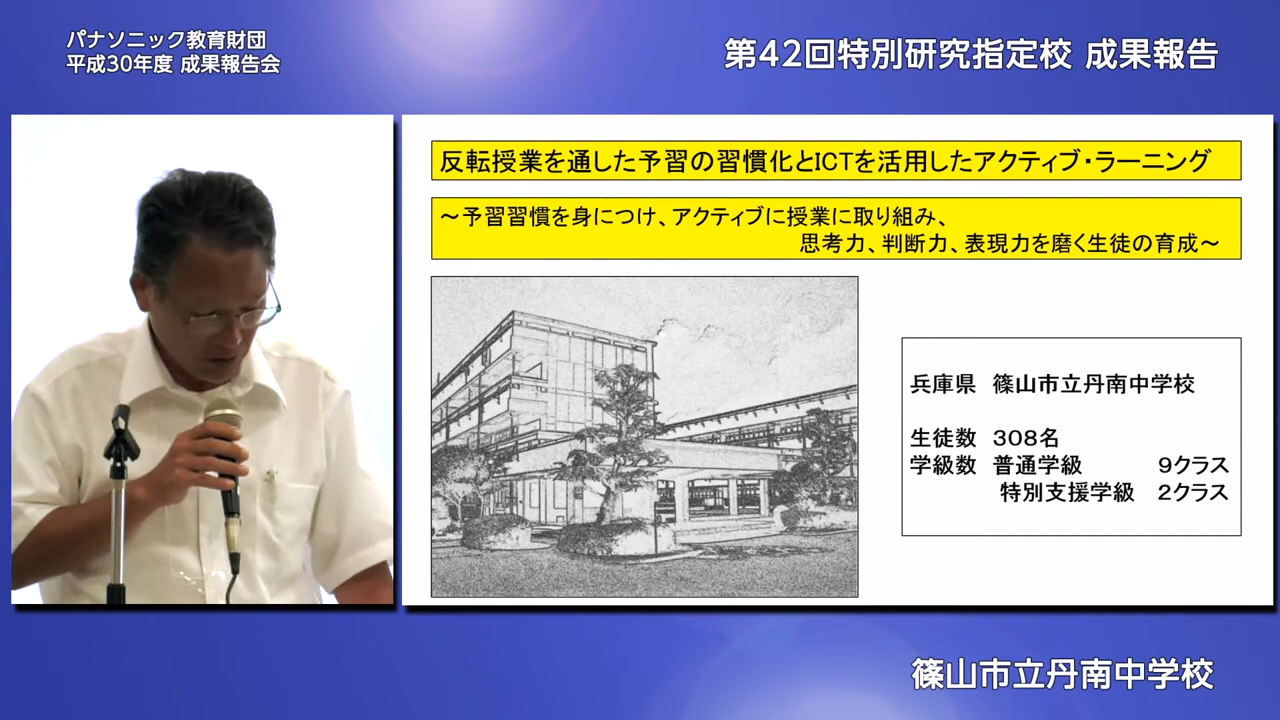 パナソニック教育財団
平成30年度 成果報告会
第42回特別研究指定校 成果報告
反転授業を通した予習の習慣化とICTを活用したアクティブ・ラーニング
～予習習慣を身につけ、アクティブに授業に取り組み、
思考力、判断力、表現力を磨く生徒の育成～
兵庫県 篠山市立丹南中学校
生徒数 308名
学級数 普通学級 9クラス
特別支援学級 2クラス
篠山市立丹南中学校